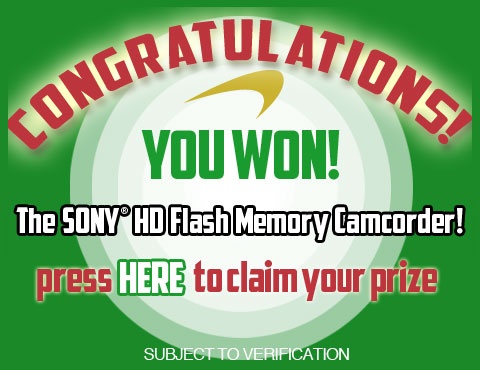 CONGRATULATIONS!
YOU WON!
The SONY® HD Flash Memory Camcorder!
press HERE to claim your prize
SUBJECT TO VERIFICATION